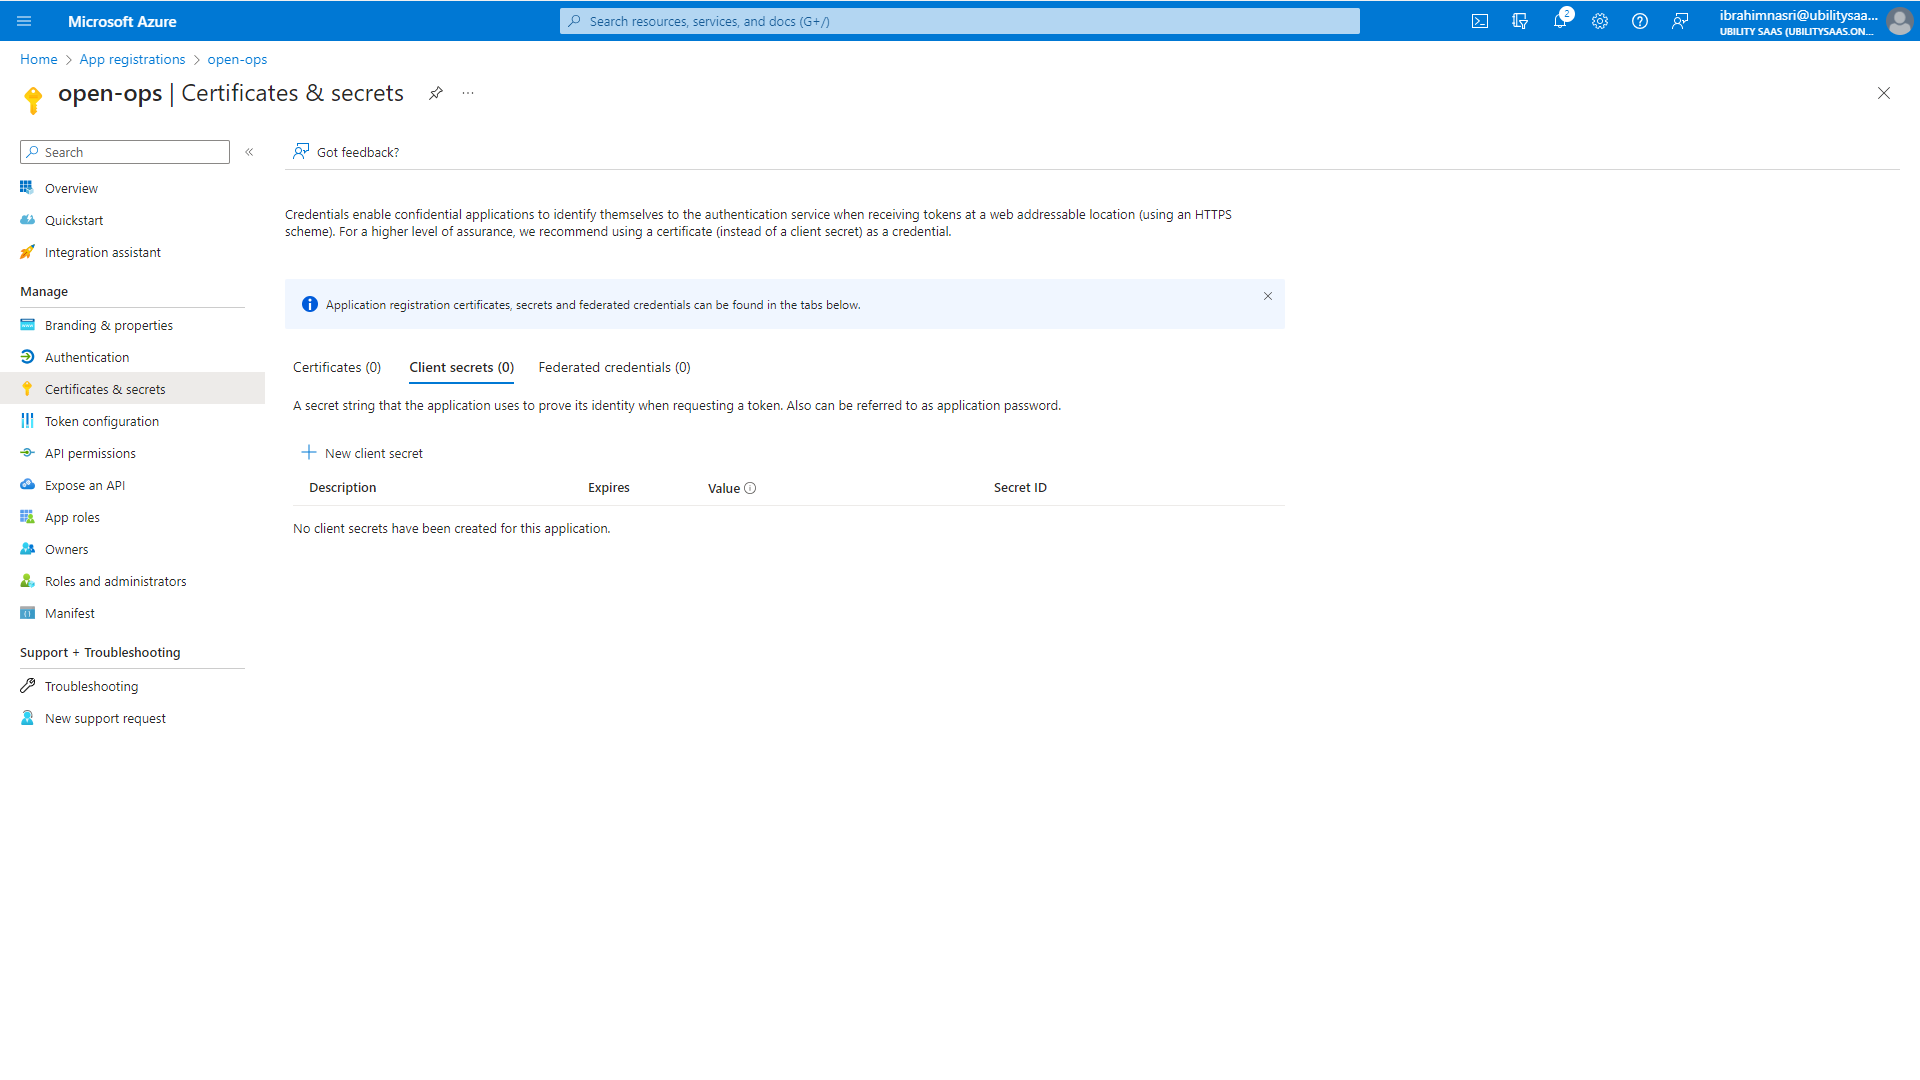 Microsoft Azure
Search resources, services, and docs (G+/)
2
ibrahimnasri@ubilitysaa...
UBILITY SAAS (UBILITYSAAS.ON...
Home > App registrations > open-ops
open-ops | Certificates & secrets
Search
Got feedback?
Overview
Quickstart
Integration assistant
Manage
Branding & properties
Authentication
Certificates & secrets
Token configuration
API permissions
Expose an API
App roles
Owners
Roles and administrators
Manifest
Support + Troubleshooting
Troubleshooting
New support request
Credentials enable confidential applications to identify themselves to the authentication service when receiving tokens at a web addressable location (using an HTTPS
scheme). For a higher level of assurance, we recommend using a certificate (instead of a client secret) as a credential.
Application registration certificates, secrets and federated credentials can be found in the tabs below.
Certificates (0) Client secrets (0) Federated credentials (0)
A secret string that the application uses to prove its identity when requesting a token. Also can be referred to as application password.
New client secret
Description Expires Value Secret ID
No client secrets have been created for this application.